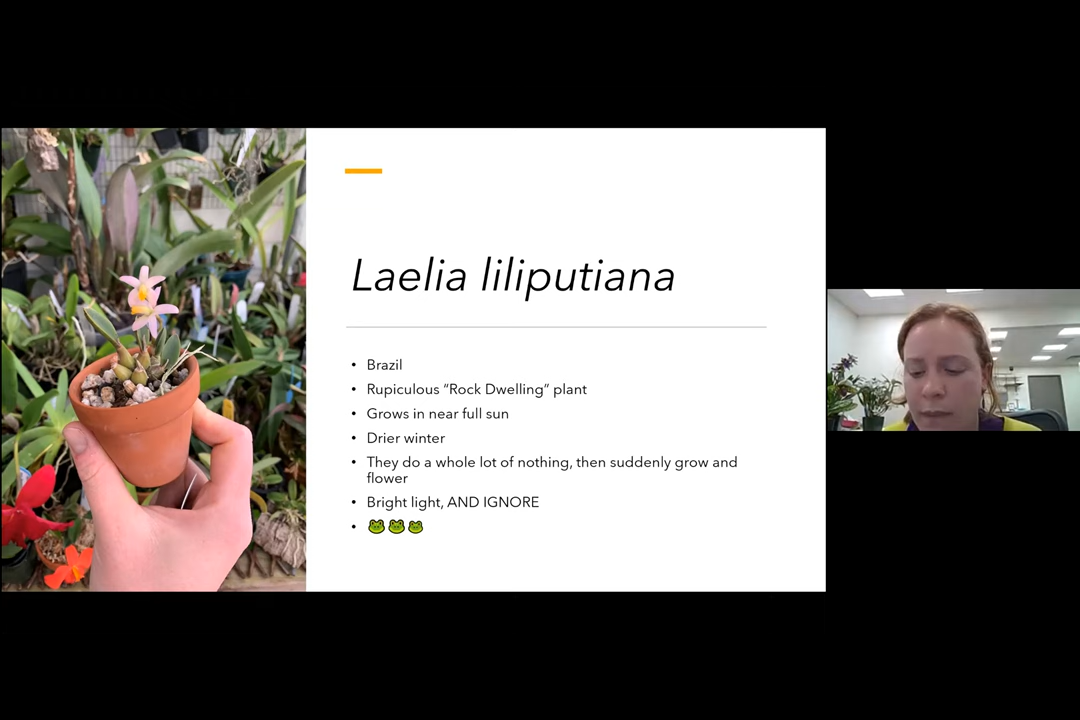 Laelia liliputiana
• Brazil
• Rupiculous “Rock Dwelling” plant
• Grows in near full sun
• Drier winter
• They do a whole lot of nothing, then suddenly grow and
flower
• Bright light, AND IGNORE
• 🐸🐸🐸